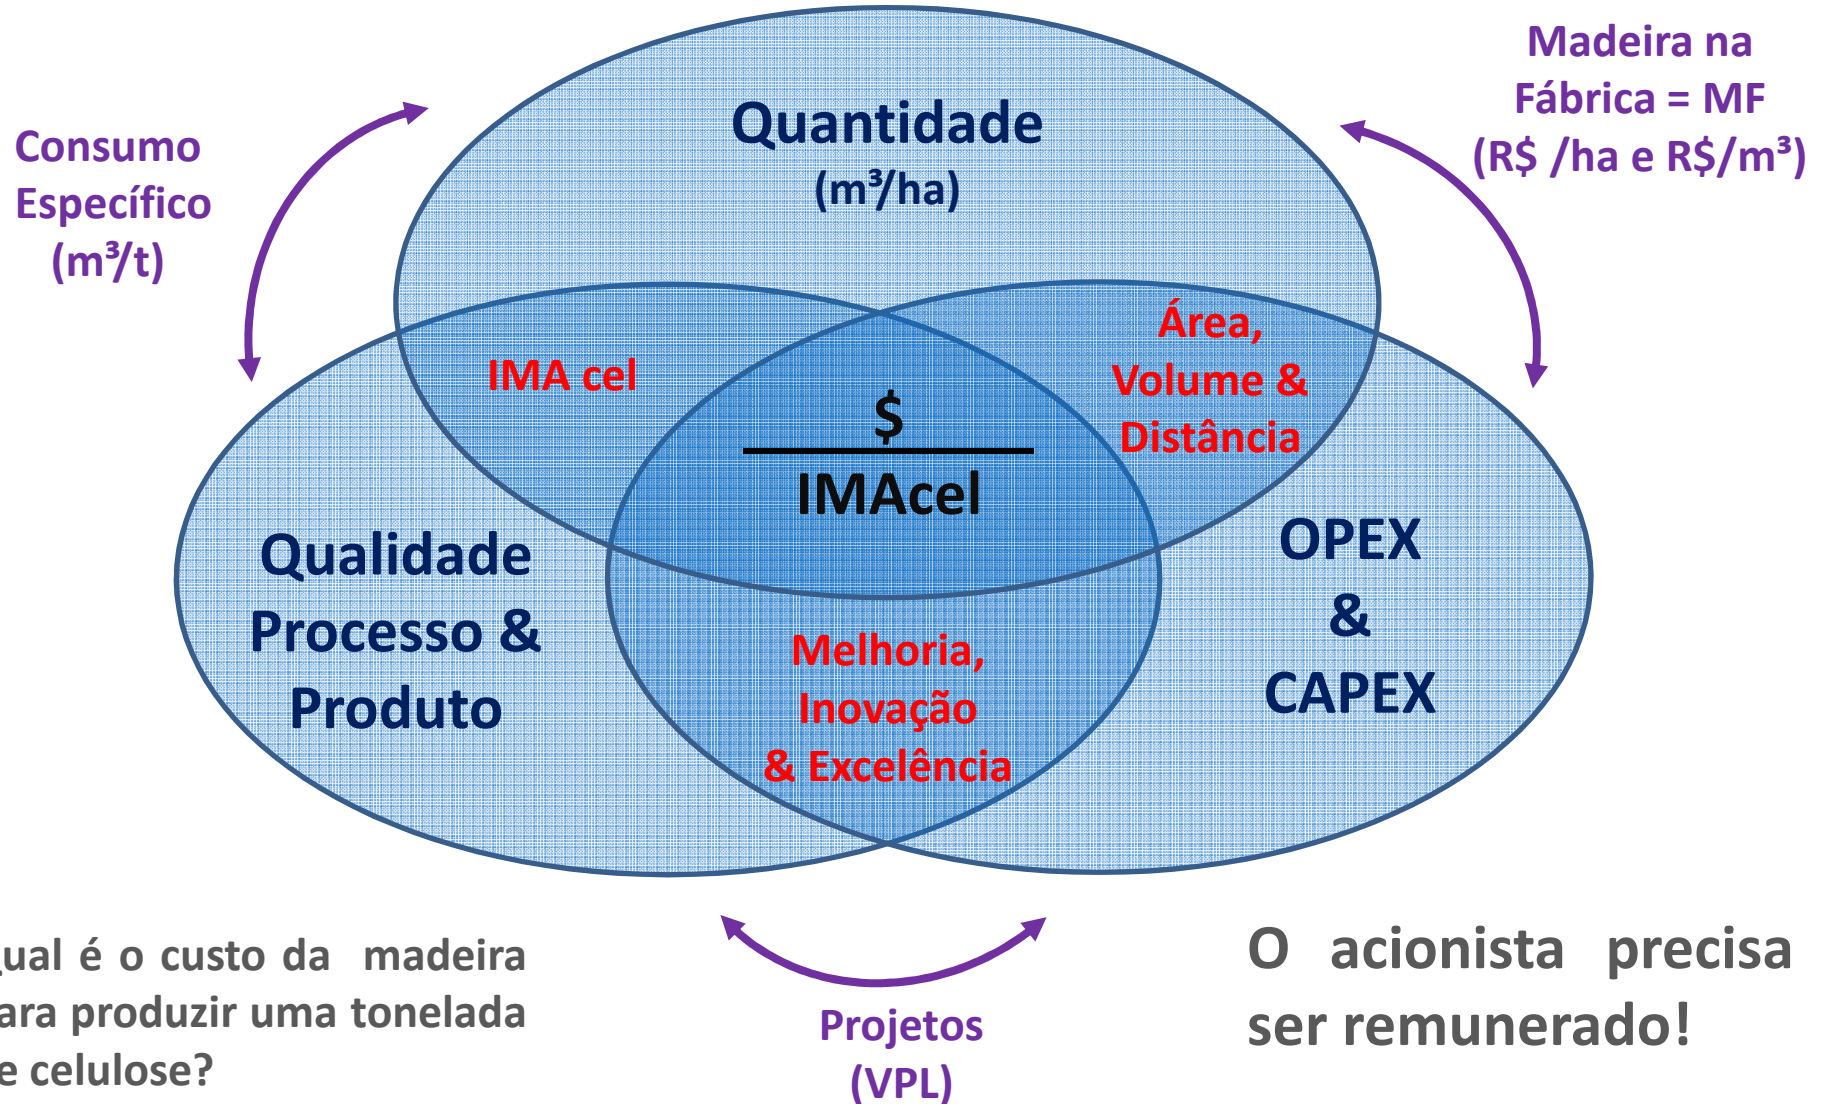 Quantidade
(m³/ha)
Consumo
Específico
(m³/t)
Madeira na
Fábrica = MF
(R$ /ha e R$/m³)
IMA cel
Área,
Volume &
Distância
$
IMAcel
Qualidade
Processo &
Produto
OPEX
&
CAPEX
Melhoria,
Inovação
& Excelência
ual é o custo da madeira
ara produzir uma tonelada
e celulose?
Projetos
(VPL)
O acionista precisa
ser remunerado!